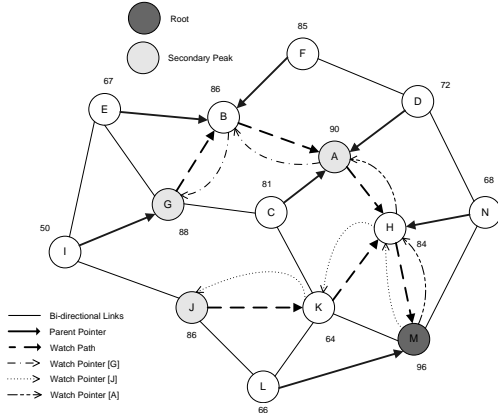 Root
Secondary Peak
85
F
67
E
86
B
72
D
90
A
81
C
68
N
G
88
H
84
50
I
J
86
K
64
M
96
L
66
Bi-directional Links
Parent Pointer
Watch Path
Watch Pointer [G]
Watch Pointer [J]
Watch Pointer [A]